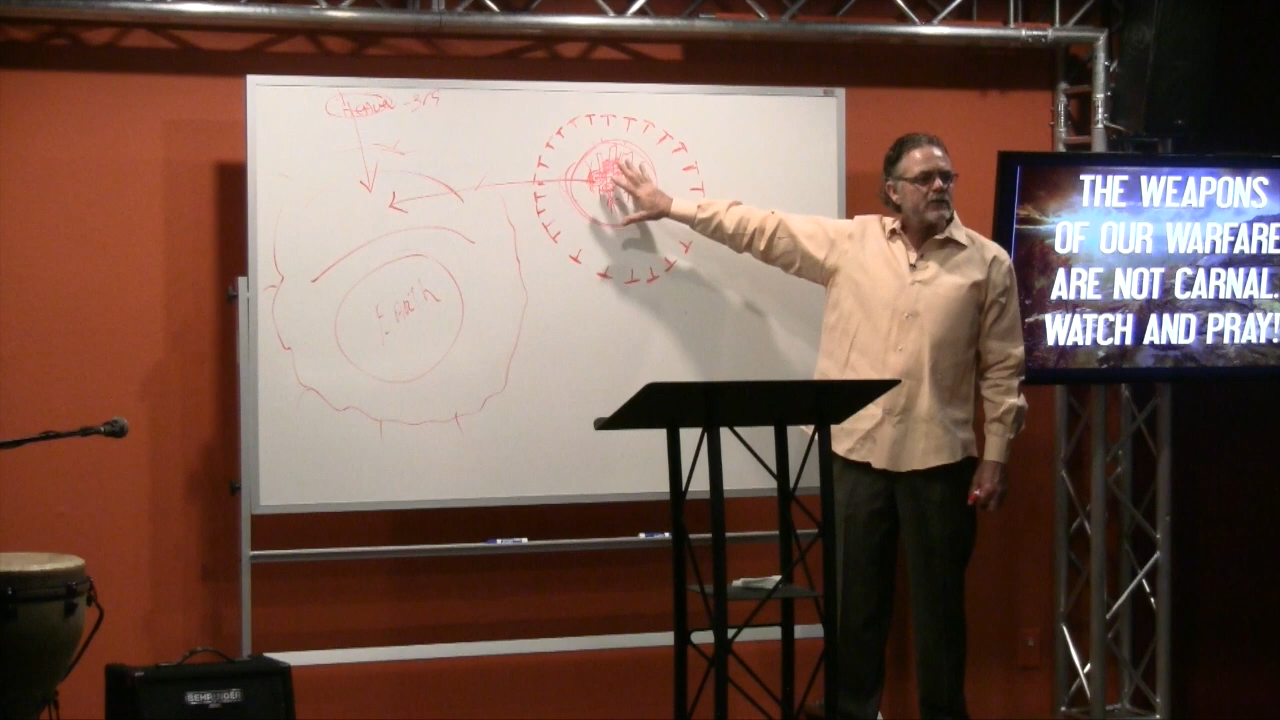 Earth
THE WEAPONS
OF OUR WARFARE
ARE NOT CARNAL.
WATCH AND PRAY!
BEHRINGER